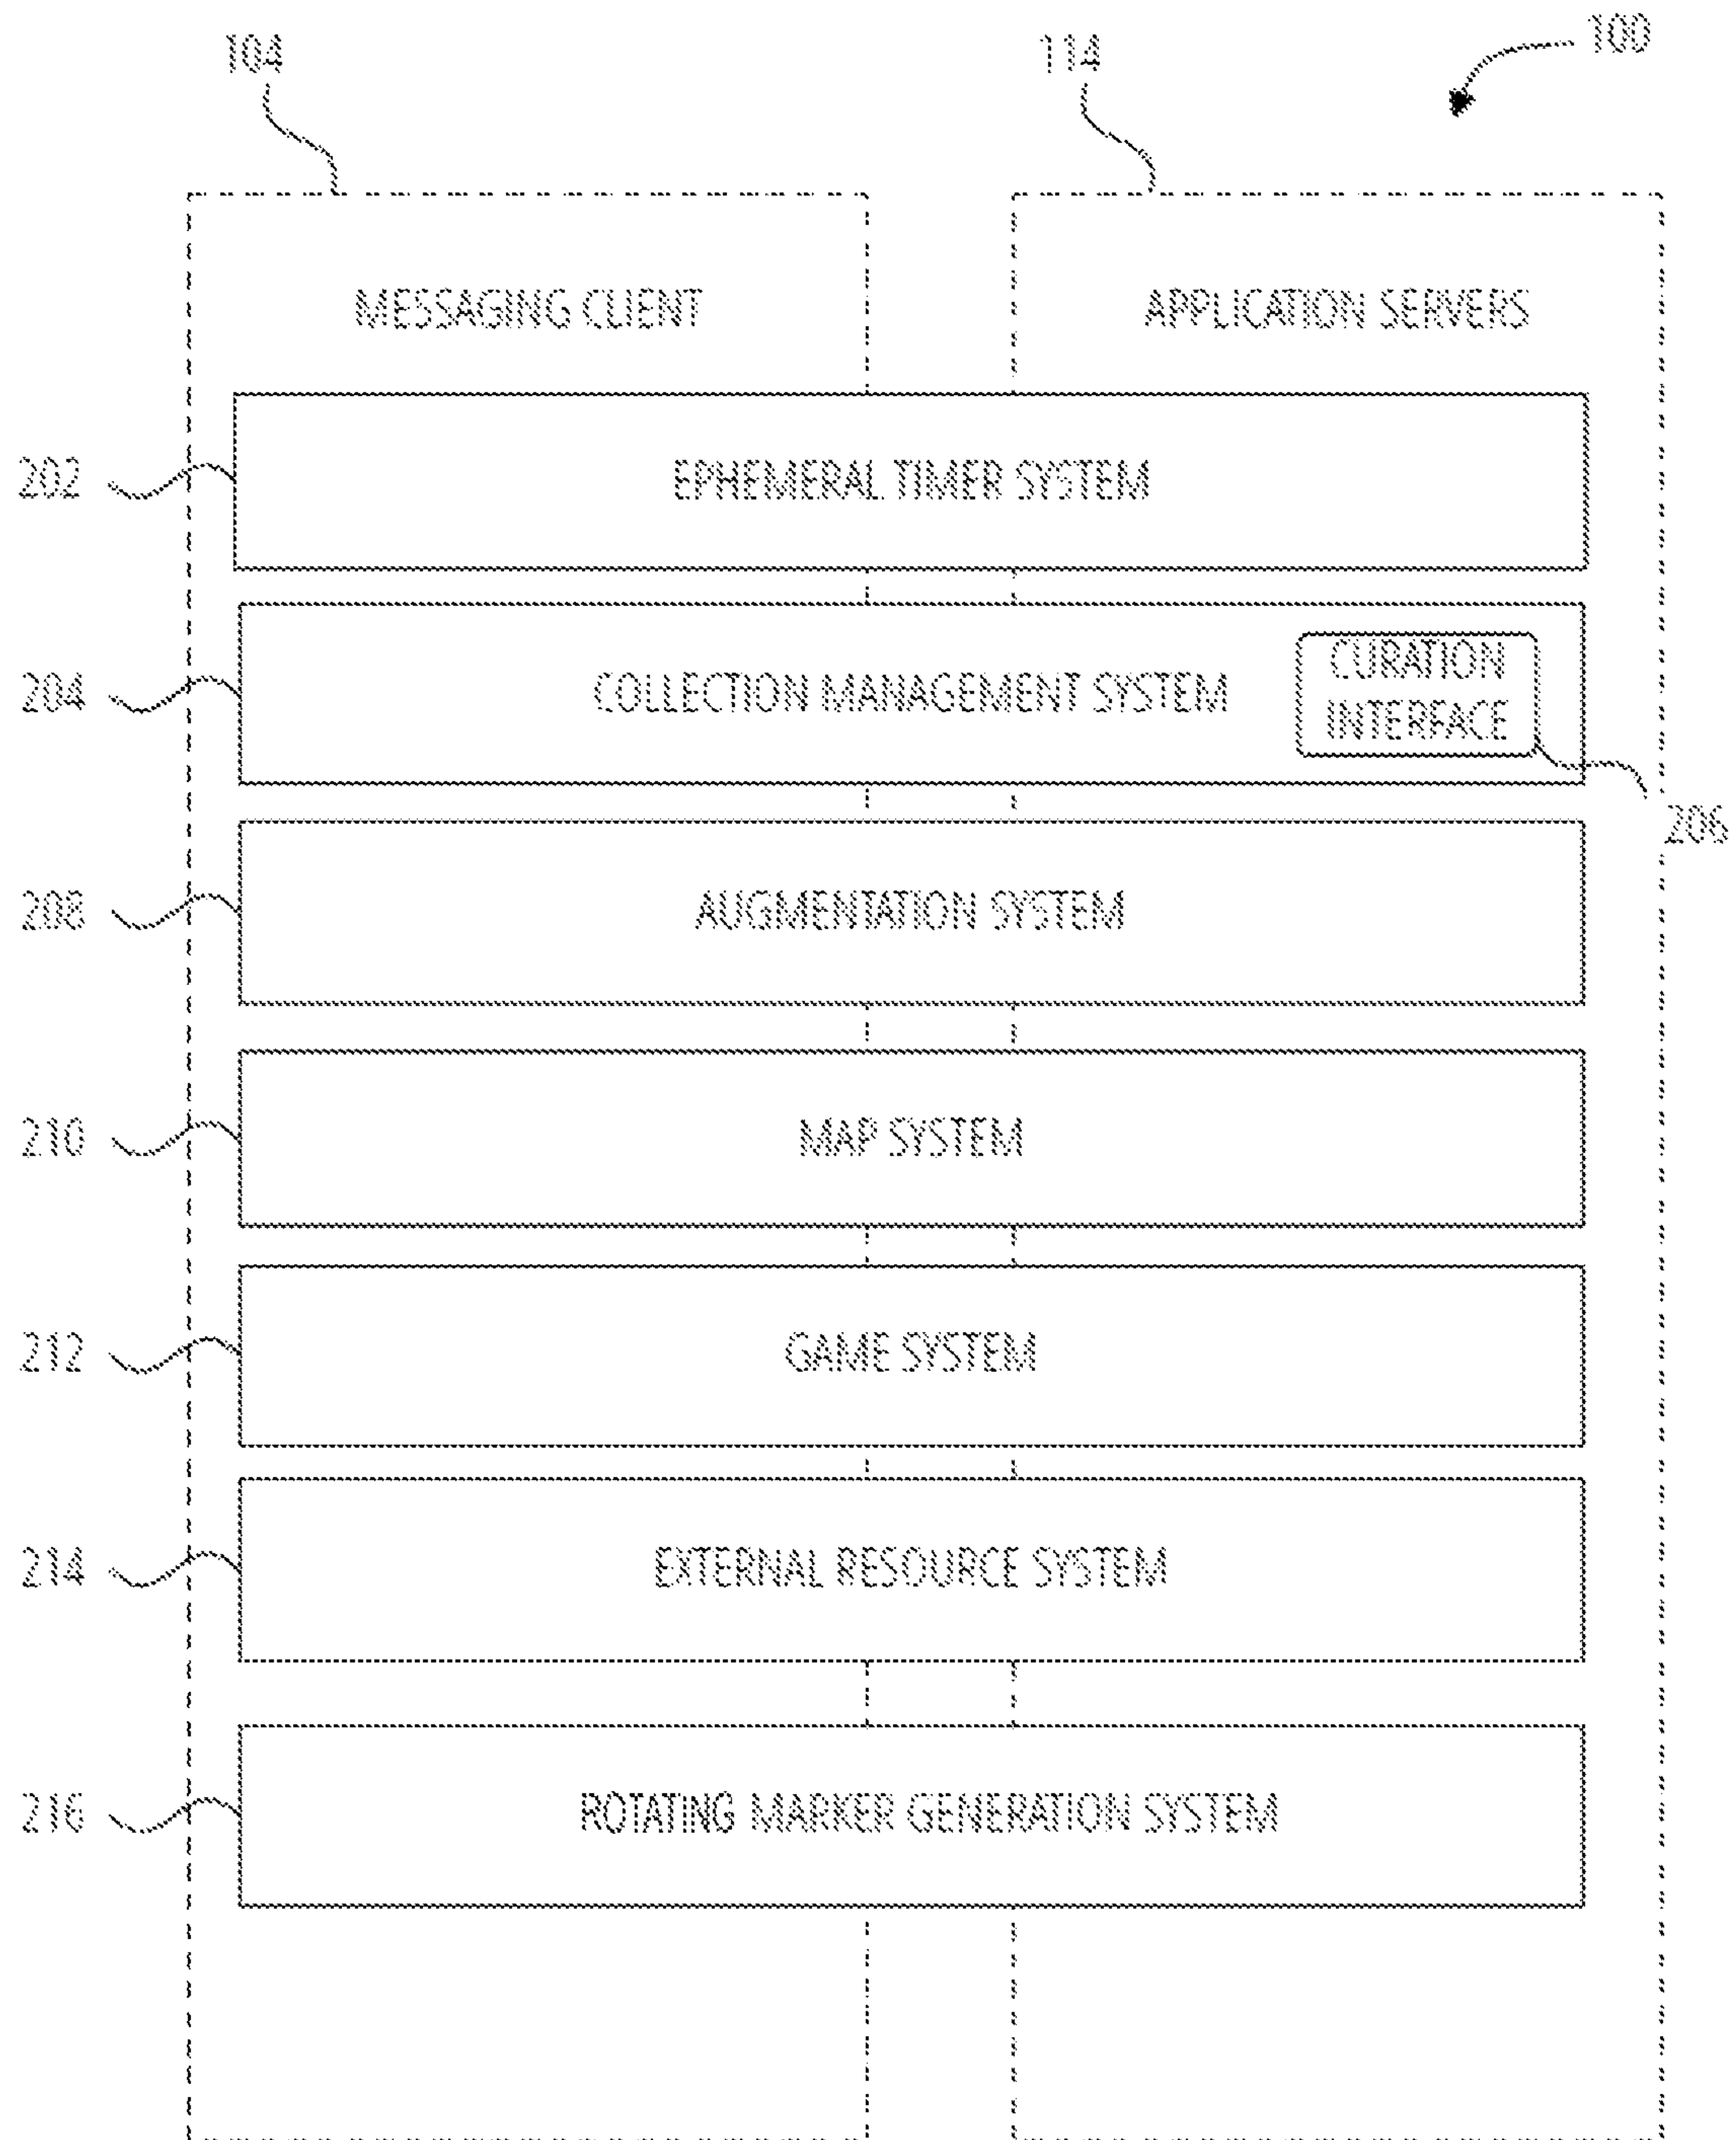 104
114
100
MESSAGING CLIENT
APPLICATION SERVERS
202
EPHEMERAL TIMER SYSTEM
204
COLLECTION MANAGEMENT SYSTEM
CURATION
INTERFACE
206
208
AUGMENTATION SYSTEM
210
MAP SYSTEM
212
GAME SYSTEM
214
EXTERNAL RESOURCE SYSTEM
216
ROTATING MARKER GENERATION SYSTEM